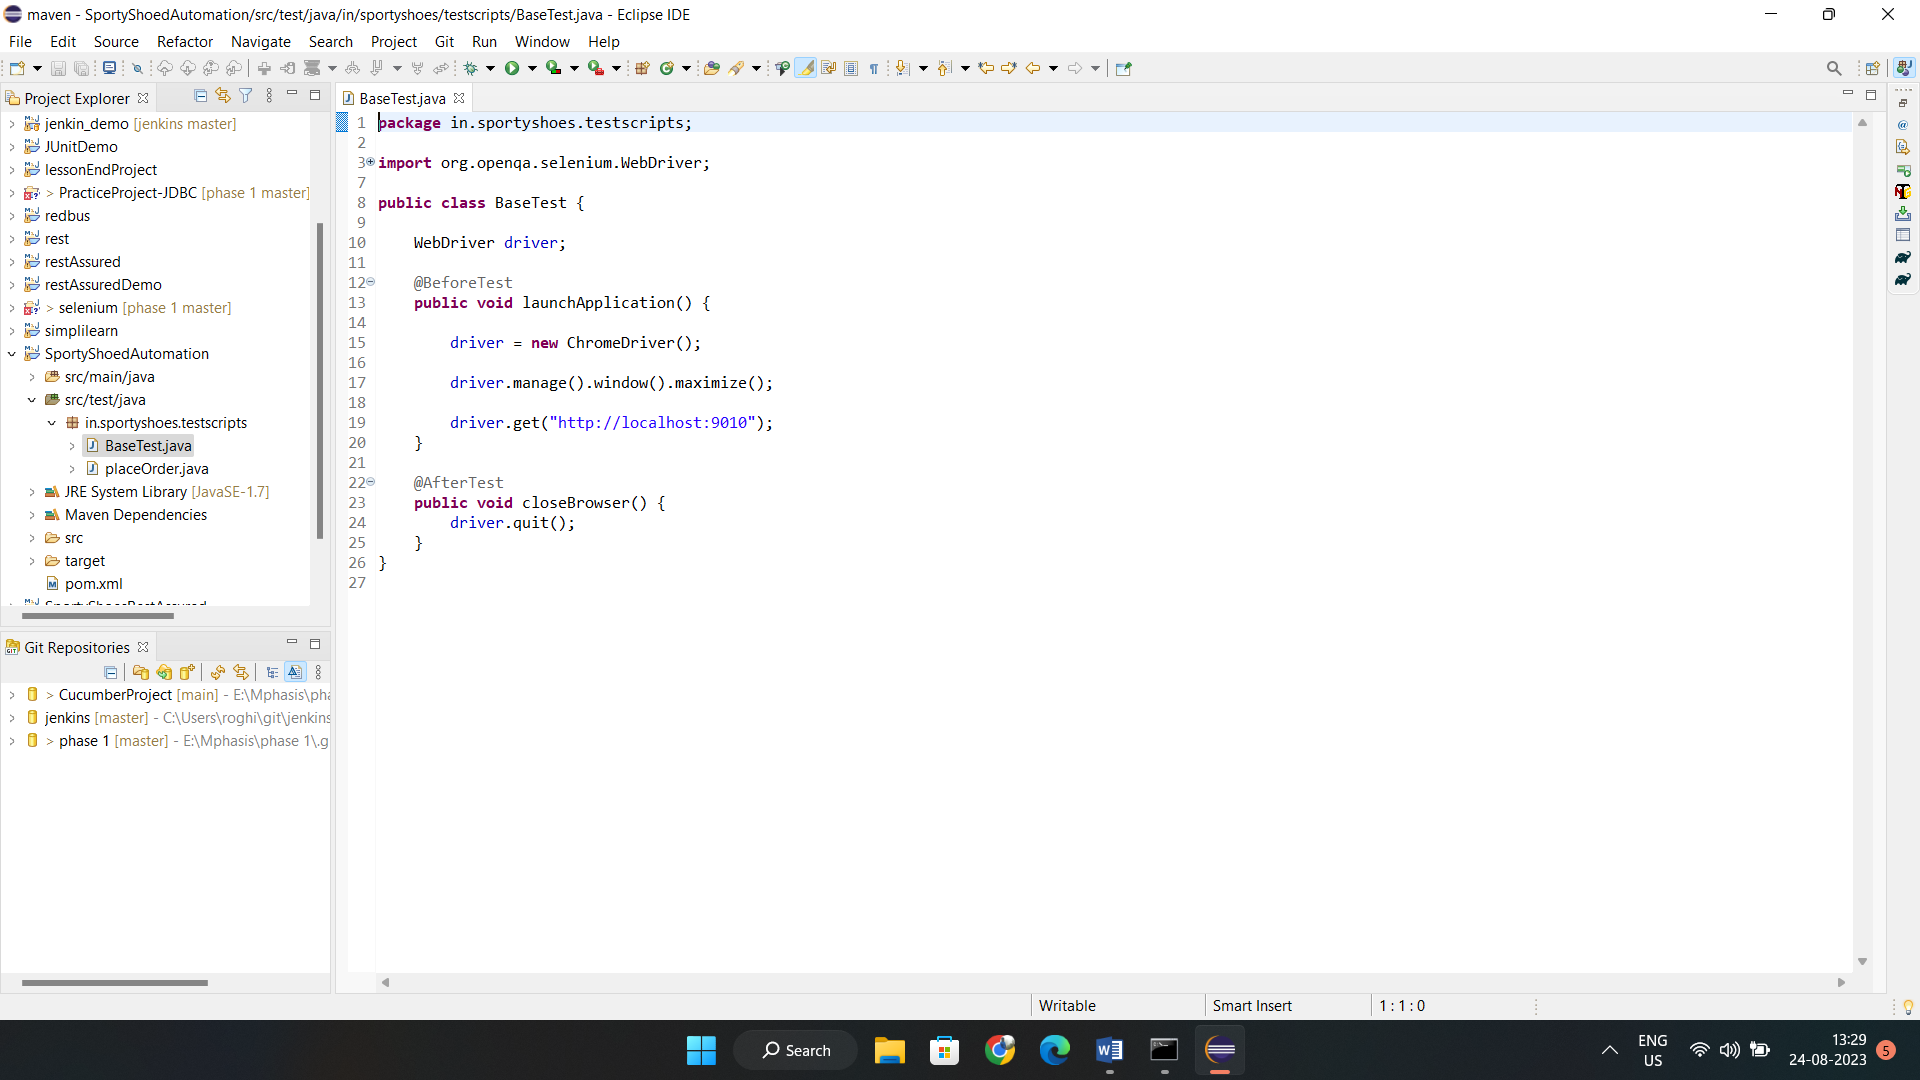 maven - SportyShoedAutomation/src/test/java/in/sportyshoes/testscripts/BaseTest.java - Eclipse IDE
File Edit Source Refactor Navigate Search Project Git Run Window Help
Project Explorer
jenkin_demo [jenkins master]
JUnitDemo
lessonEndProject
> PracticeProject-JDBC [phase 1 master]
redbus
rest
restAssured
restAssuredDemo
> selenium [phase 1 master]
simplilearn
SportyShoedAutomation
src/main/java
src/test/java
in.sportyshoes.testscripts
BaseTest.java
placeOrder.java
JRE System Library [JavaSE-1.7]
Maven Dependencies
src
target
pom.xml
Git Repositories
> CucumberProject [main] - E:\Mphasis\pha
jenkins [master] - C:\Users\roghi\git\jenkins
> phase 1 [master] - E:\Mphasis\phase 1\.g
BaseTest.java
1 package in.sportyshoes.testscripts;
2
3 import org.openqa.selenium.WebDriver;
7
8 public class BaseTest {
9
10 WebDriver driver;
11
12 @BeforeTest
13 public void launchApplication() {
14
15 driver = new ChromeDriver();
16
17 driver.manage().window().maximize();
18
19 driver.get("http://localhost:9010");
20 }
21
22 @AfterTest
23 public void closeBrowser() {
24 driver.quit();
25 }
26 }
27
Writable Smart Insert 1 : 1 : 0
Search
ENG
US
13:29
24-08-2023
5